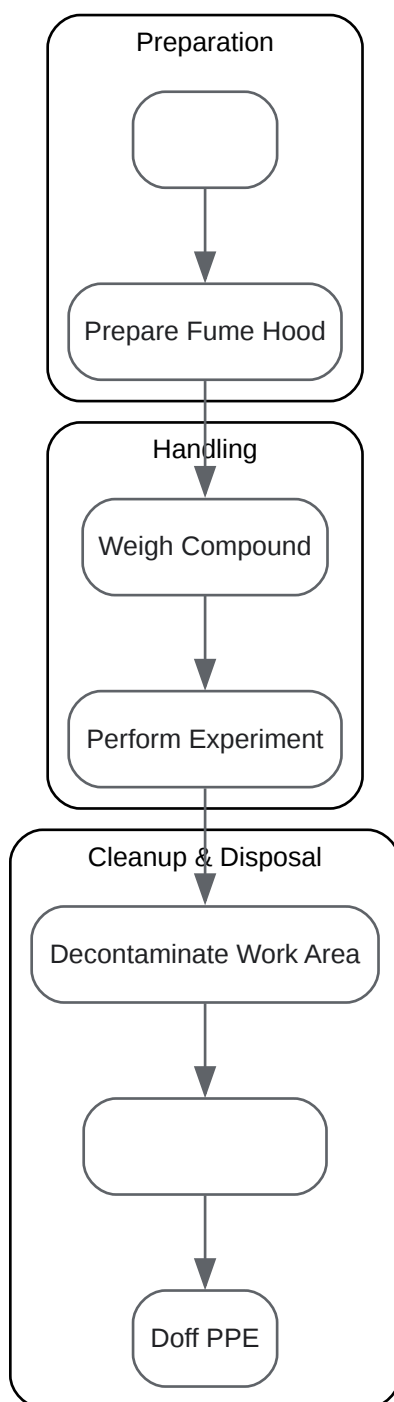 Preparation
Prepare Fume Hood
Handling
Weigh Compound
Perform Experiment
Cleanup & Disposal
Decontaminate Work Area
Doff PPE